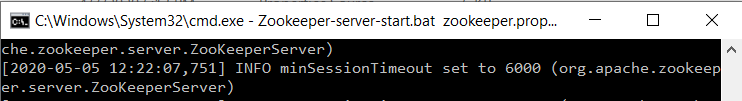 C:\Windows\System32\cmd.exe - Zookeeper-server-start.bat  zookeeper.prop...
che.zookeeper.server.ZooKeeperServer)
[2020-05-05 12:22:07,751] INFO minSessionTimeout set to 6000 (org.apache.zookeep
er.server.ZooKeeperServer)